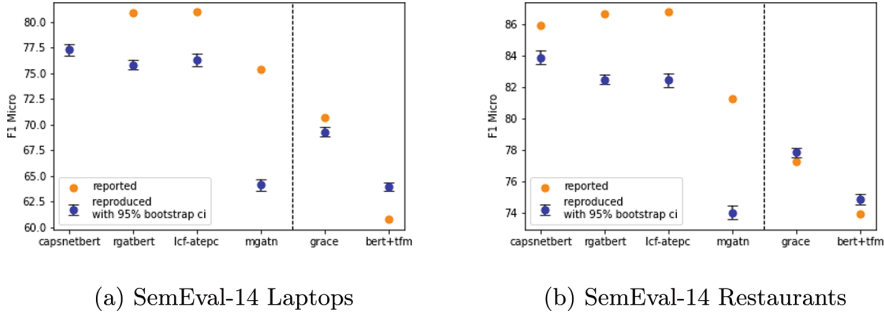 80.0
77.5
75.0
72.5
70.0
67.5
65.0
62.5
60.0
F1 Micro
reported
reproduced
with 95% bootstrap ci
capsnetbert rgatbert lcf-atepc mgatn grace bert+tfm
(a) SemEval-14 Laptops
86
84
82
80
78
76
74
F1 Micro
reported
reproduced
with 95% bootstrap ci
capsnetbert rgatbert lcf-atepc mgatn grace bert+tfm
(b) SemEval-14 Restaurants